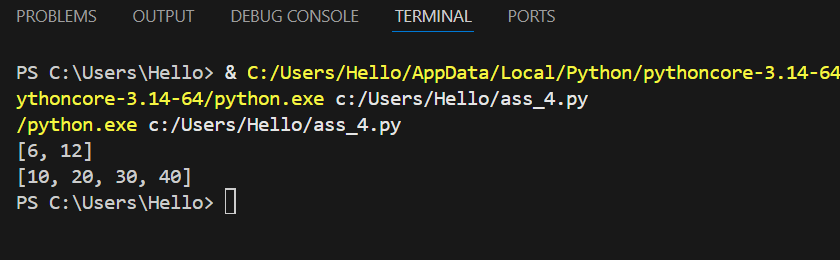 PROBLEMS OUTPUT DEBUG CONSOLE TERMINAL PORTS
PS C:\Users\Hello> & C:/Users/Hello/AppData/Local/Python/pythoncore-3.14-64
ythoncore-3.14-64/python.exe c:/Users/Hello/ass_4.py
/python.exe c:/Users/Hello/ass_4.py
[6, 12]
[10, 20, 30, 40]
PS C:\Users\Hello>